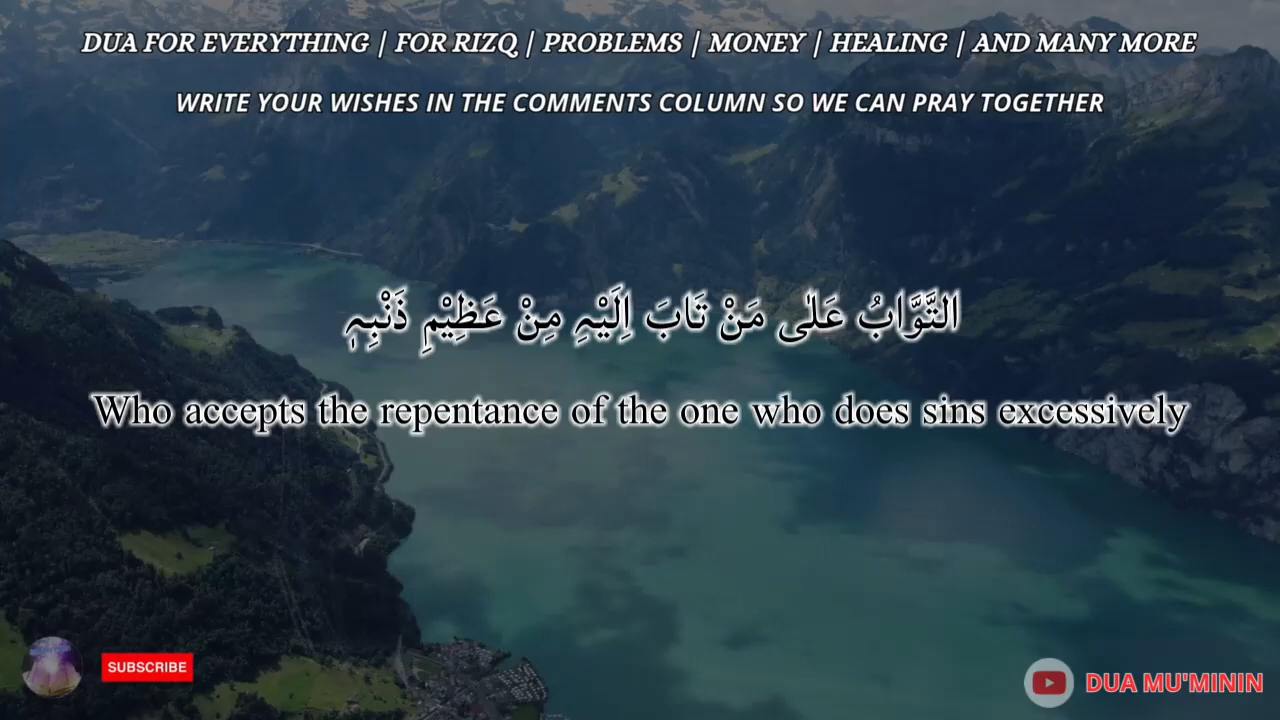 DUA FOR EVERYTHING | FOR RIZQ | PROBLEMS | MONEY | HEALING | AND MANY MORE
WRITE YOUR WISHES IN THE COMMENTS COLUMN SO WE CAN PRAY TOGETHER
التَّوَّابُ عَلٰى مَنْ تَابَ اِلَيْهِ مِنْ عَظِيْمِ ذَنْبِهٖ
Who accepts the repentance of the one who does sins excessively
SUBSCRIBE
DUA MU'MININ